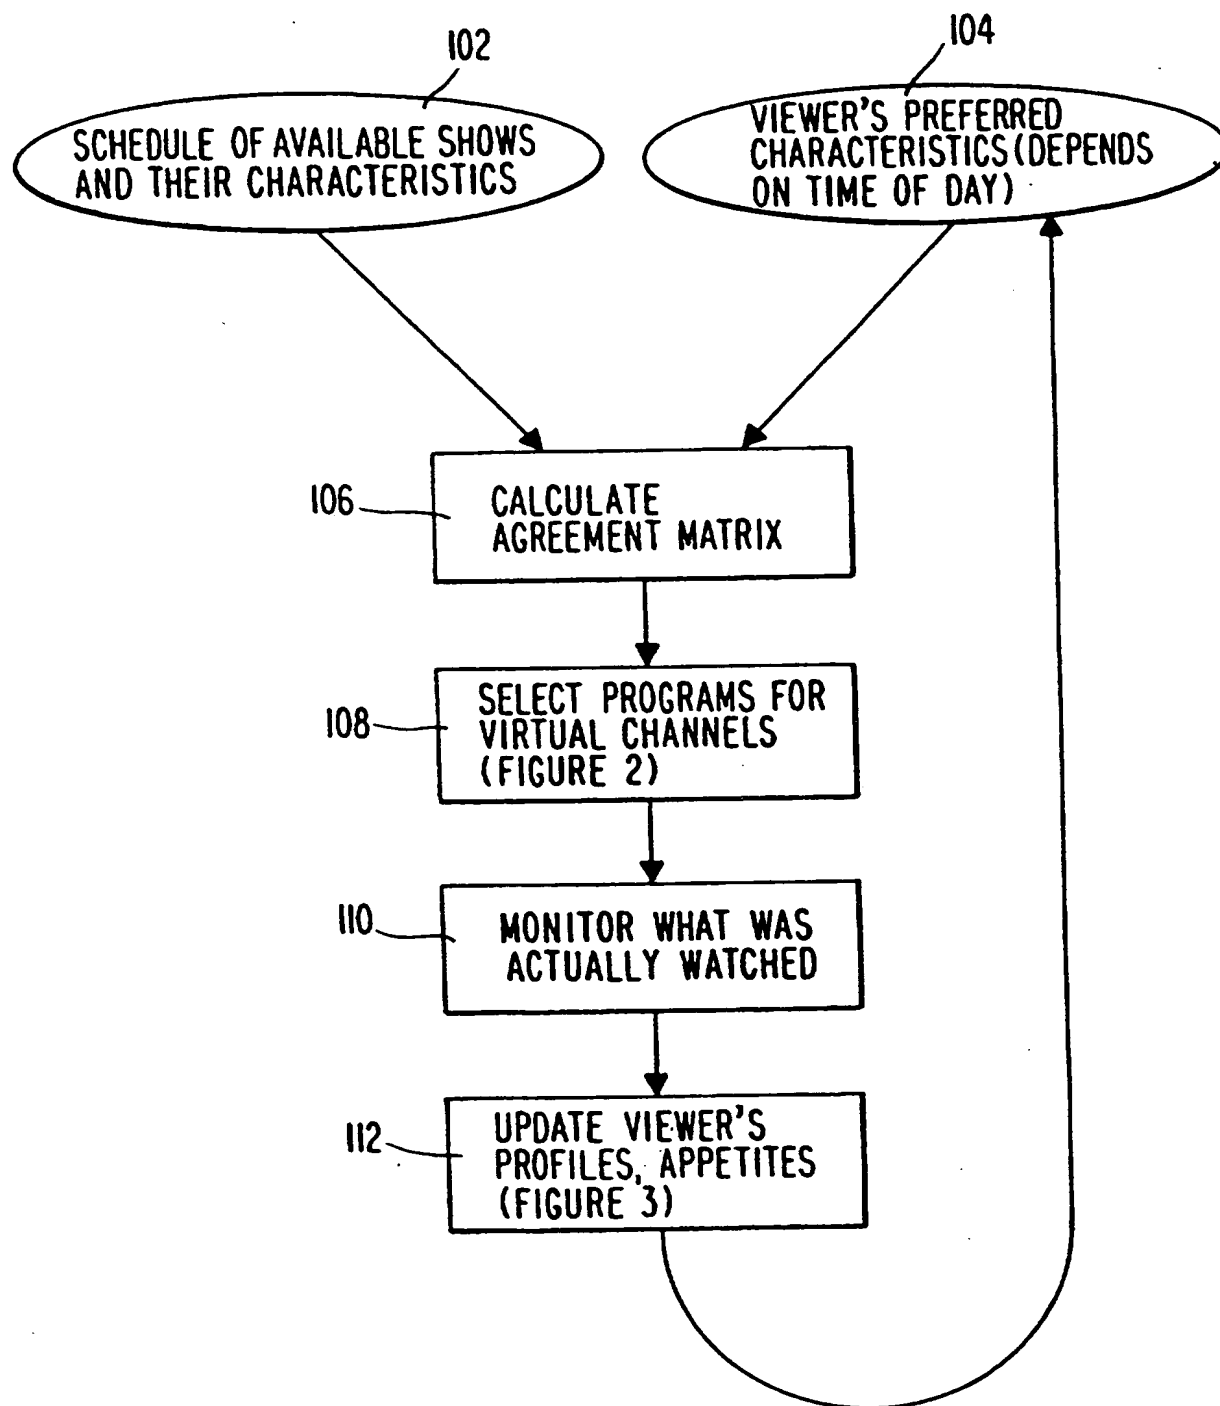 102
104
SCHEDULE OF AVAILABLE SHOWS
AND THEIR CHARACTERISTICS
VIEWER'S PREFERRED
CHARACTERISTICS (DEPENDS
ON TIME OF DAY)
106
CALCULATE
AGREEMENT MATRIX
108
SELECT PROGRAMS FOR
VIRTUAL CHANNELS
(FIGURE 2)
110
MONITOR WHAT WAS
ACTUALLY WATCHED
112
UPDATE VIEWER'S
PROFILES, APPETITES
(FIGURE 3)